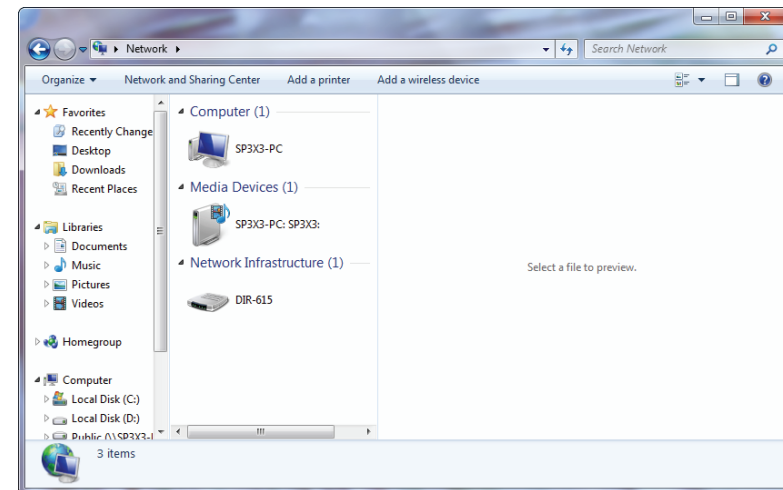 Network
Search Network
Organize
Network and Sharing Center
Add a printer
Add a wireless device
Favorites
Recently Change
Desktop
Downloads
Recent Places
Libraries
Documents
Music
Pictures
Videos
Homegroup
Computer
Local Disk (C:)
Local Disk (D:)
Public (\\SP3X3-
Computer (1)
SP3X3-PC
Media Devices (1)
SP3X3-PC: SP3X3:
Network Infrastructure (1)
DIR-615
Select a file to preview.
3 items